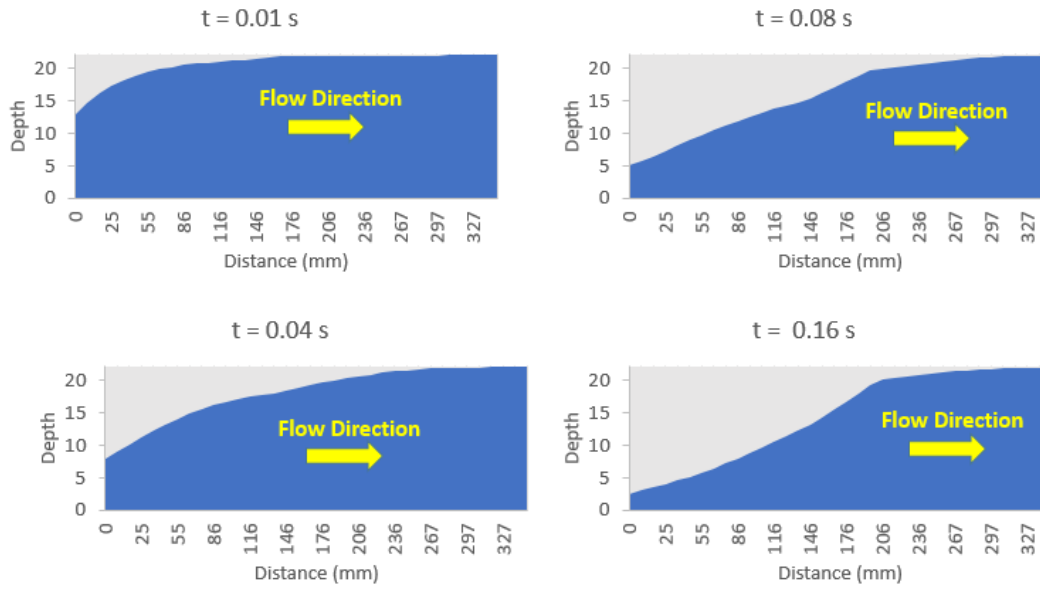 t = 0.01 s
20
15
10
5
0
Depth
Flow Direction
0 25 55 86 116 146 176 206 236 267 297 327
Distance (mm)
t = 0.08 s
20
15
10
5
0
Depth
Flow Direction
0 25 55 86 116 146 176 206 236 267 297 327
Distance (mm)
t = 0.04 s
20
15
10
5
0
Depth
Flow Direction
0 25 55 86 116 146 176 206 236 267 297 327
Distance (mm)
t = 0.16 s
20
15
10
5
0
Depth
Flow Direction
0 25 55 86 116 146 176 206 236 267 297 327
Distance (mm)